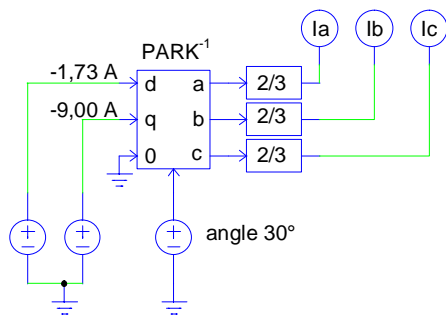 Ia Ib Ic
PARK⁻¹
-1,73 A d a 2/3
-9,00 A q b 2/3
0 c 2/3
angle 30°